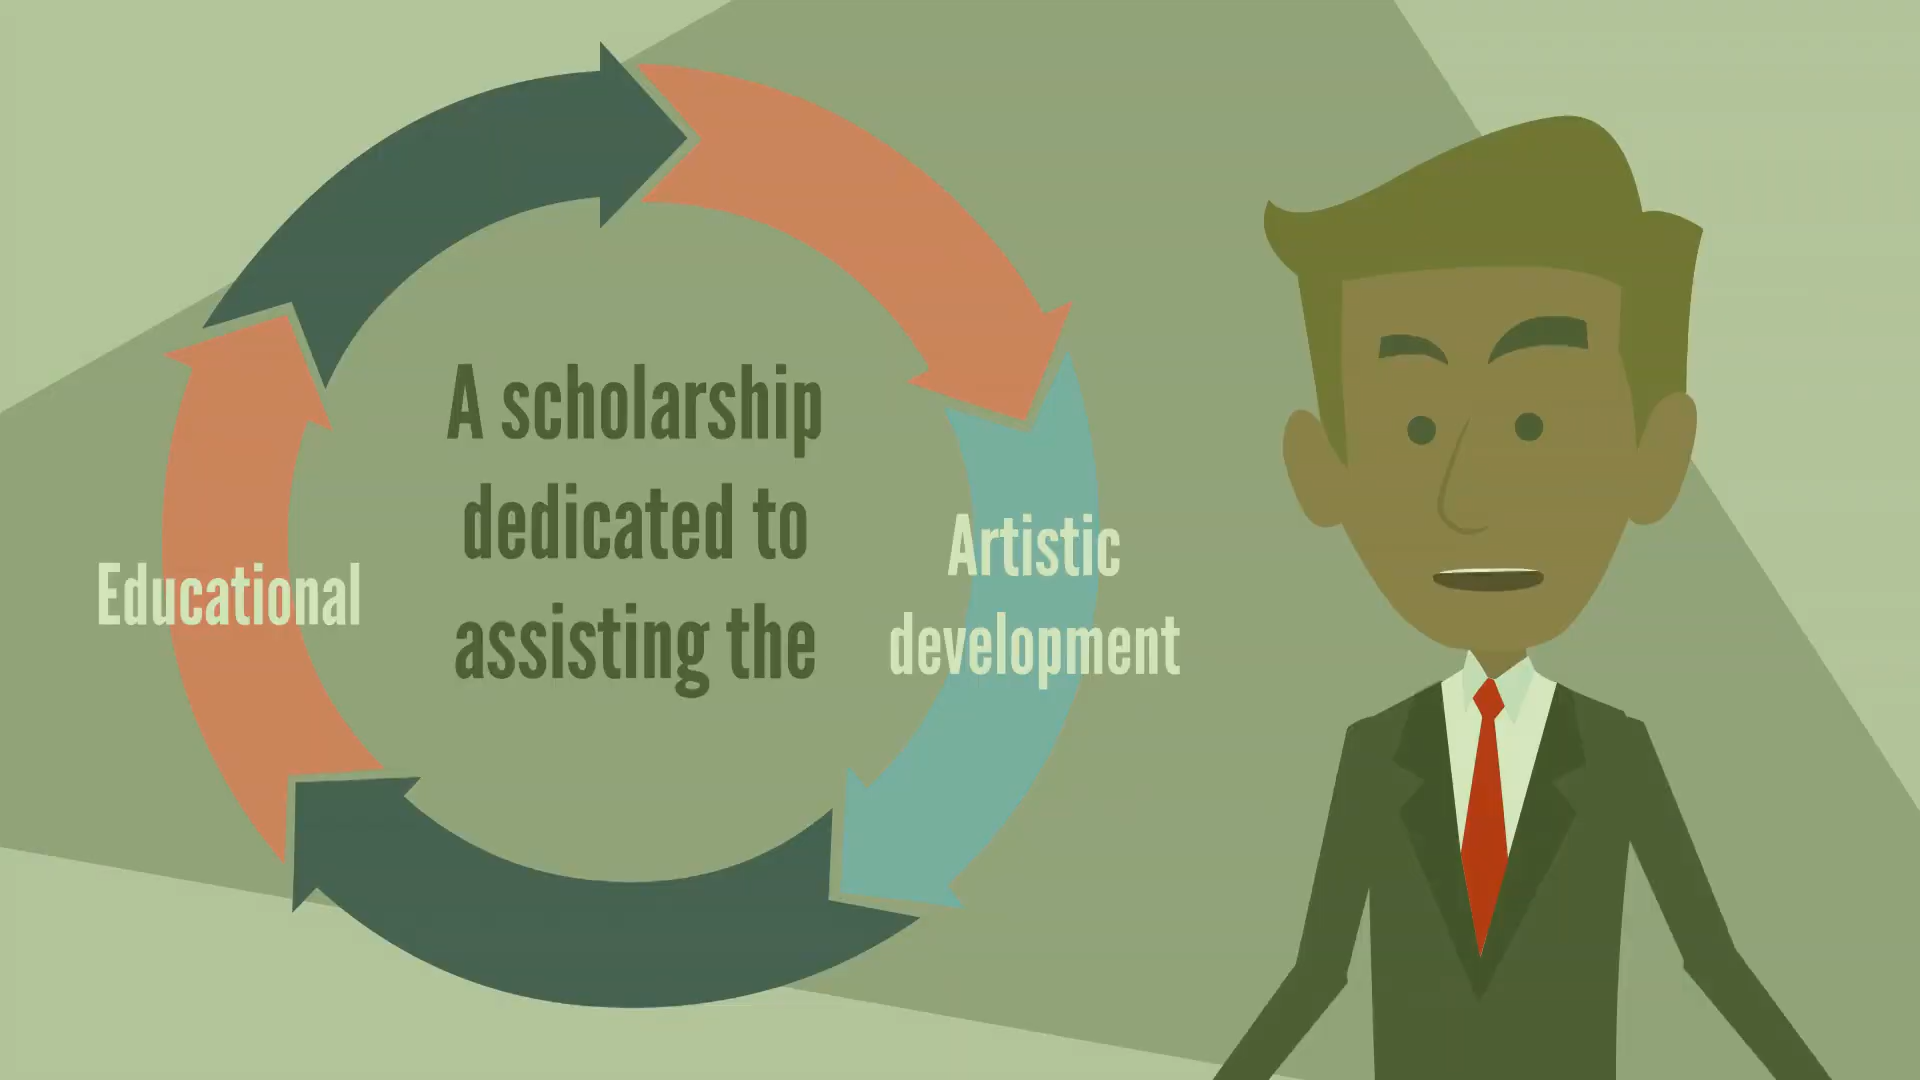 A scholarship
dedicated to
assisting the
Educational
Artistic
development